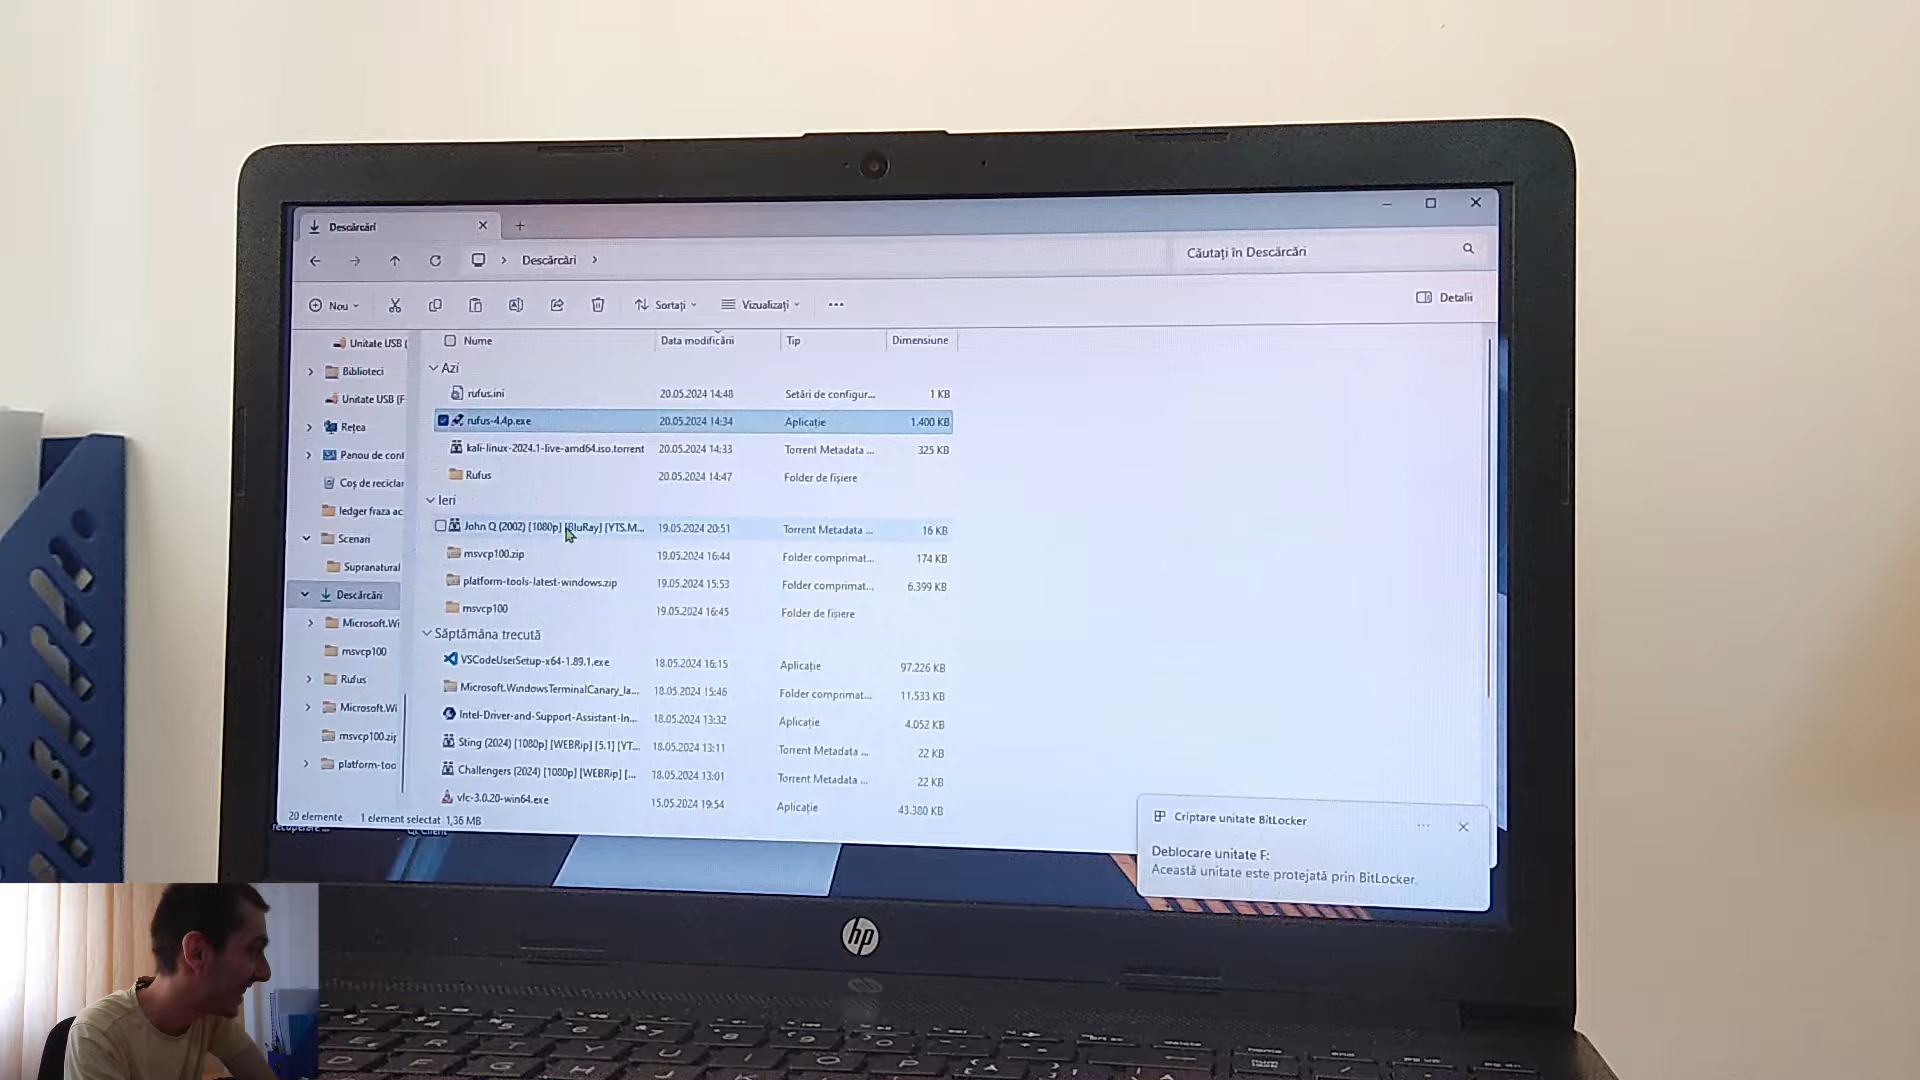 Descărcări
Descărcări
Căutați în Descărcări
Nou
Sortați
Vizualizați
Detalii
Nume Data modificării Tip Dimensiune
Azi
rufus.ini 20.05.2024 14:48 Setări de configur... 1 KB
rufus-4.4p.exe 20.05.2024 14:34 Aplicație 1.400 KB
kali-linux-2024.1-live-amd64.iso.torrent 20.05.2024 14:33 Torrent Metadata ... 325 KB
Rufus 20.05.2024 14:47 Folder de fișiere
Ieri
John Q (2002) [1080p] [BluRay] [YTS.M... 19.05.2024 20:51 Torrent Metadata ... 16 KB
msvcp100.zip 19.05.2024 16:44 Folder comprimat... 174 KB
platform-tools-latest-windows.zip 19.05.2024 15:53 Folder comprimat... 6.399 KB
msvcp100 19.05.2024 16:45 Folder de fișiere
Săptămâna trecută
VSCodeUserSetup-x64-1.89.1.exe 18.05.2024 16:15 Aplicație 97.226 KB
Microsoft.WindowsTerminalCanary_la... 18.05.2024 15:46 Folder comprimat... 11.533 KB
Intel-Driver-and-Support-Assistant-In... 18.05.2024 13:32 Aplicație 4.052 KB
Sting (2024) [1080p] [WEBRip] [5.1] [YT... 18.05.2024 13:11 Torrent Metadata ... 22 KB
Challengers (2024) [1080p] [WEBRip] [... 18.05.2024 13:01 Torrent Metadata ... 22 KB
vlc-3.0.20-win64.exe 15.05.2024 19:54 Aplicație 43.380 KB
Unitate USB (
Biblioteci
Unitate USB (F
Rețea
Panou de cont
Coș de reciclar
ledger fraza ac
Scenarii
Supranatural
Descărcări
Microsoft.Wi
msvcp100
Rufus
Microsoft.Wi
msvcp100.zip
platform-too
20 elemente 1 element selectat 1,36 MB
recuperare ...
Qt Client
Criptare unitate BitLocker
Deblocare unitate F:
Această unitate este protejată prin BitLocker.
hp